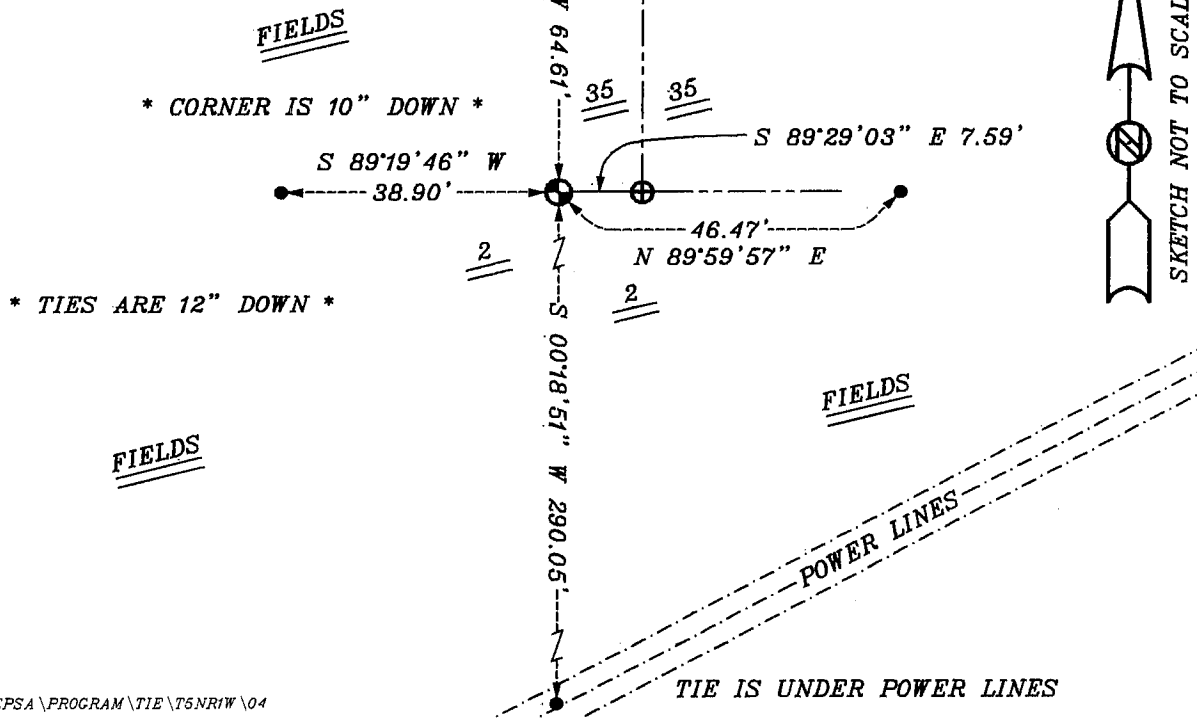 FIELDS
W 64.61'
35
35
* CORNER IS 10" DOWN *
S 89°29'03" E 7.59'
S 89°19'46" W
38.90'
46.47'
N 89°59'57" E
2
2
* TIES ARE 12" DOWN *
S 00°18'51" W 290.05'
FIELDS
FIELDS
POWER LINES
TIE IS UNDER POWER LINES
PSA\PROGRAM\TIE\T5NR1W\04
N
SKETCH NOT TO SCAL